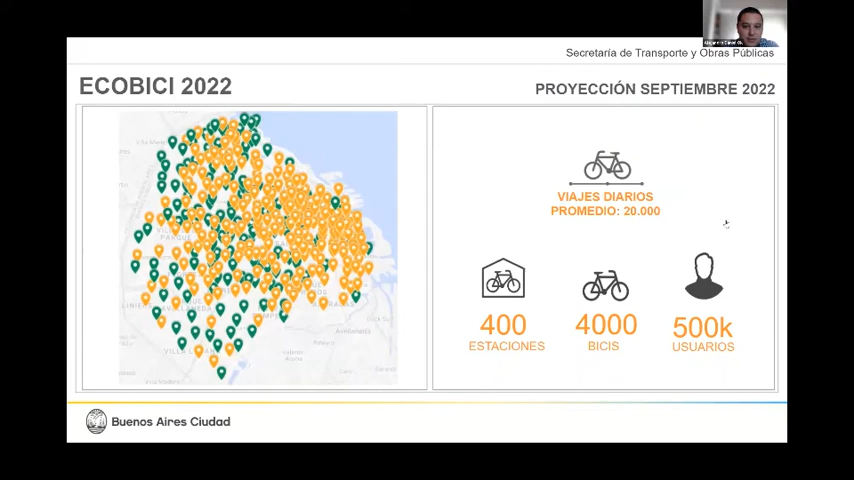 Secretaría de Transporte y Obras Públicas
ECOBICI 2022
PROYECCIÓN SEPTIEMBRE 2022
VIAJES DIARIOS
PROMEDIO: 20.000
400
ESTACIONES
4000
BICIS
500k
USUARIOS
Buenos Aires Ciudad